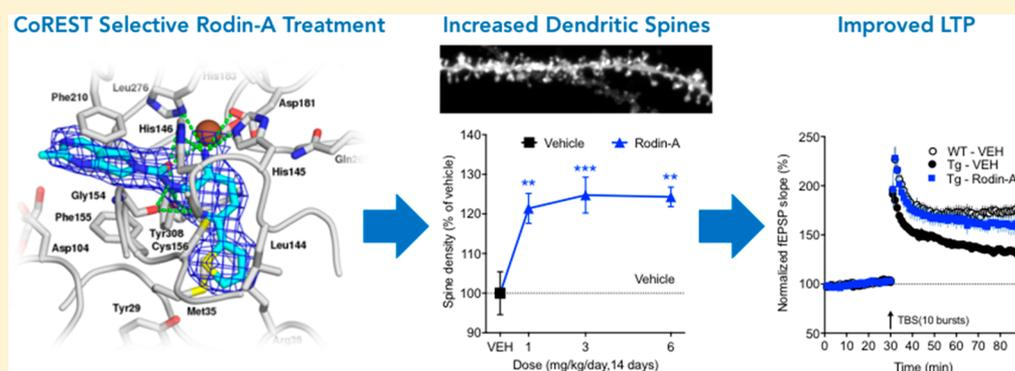 CoREST Selective Rodin-A Treatment
Increased Dendritic Spines
Improved LTP
His183
Leu276
Phe210
Asp181
His146
His145
Gly154
Phe155
Tyr308
Cys156
Asp104
Leu144
Tyr29
Met35
Arg39
140
130
120
110
100
90
Spine density (% of vehicle)
Vehicle
Rodin-A
**
***
**
Vehicle
VEH
1
3
6
Dose (mg/kg/day,14 days)
250
200
150
100
50
Normalized fEPSP slope (%)
WT - VEH
Tg - VEH
Tg - Rodin-A
TBS(10 bursts)
0 10 20 30 40 50 60 70 80
Time (min)